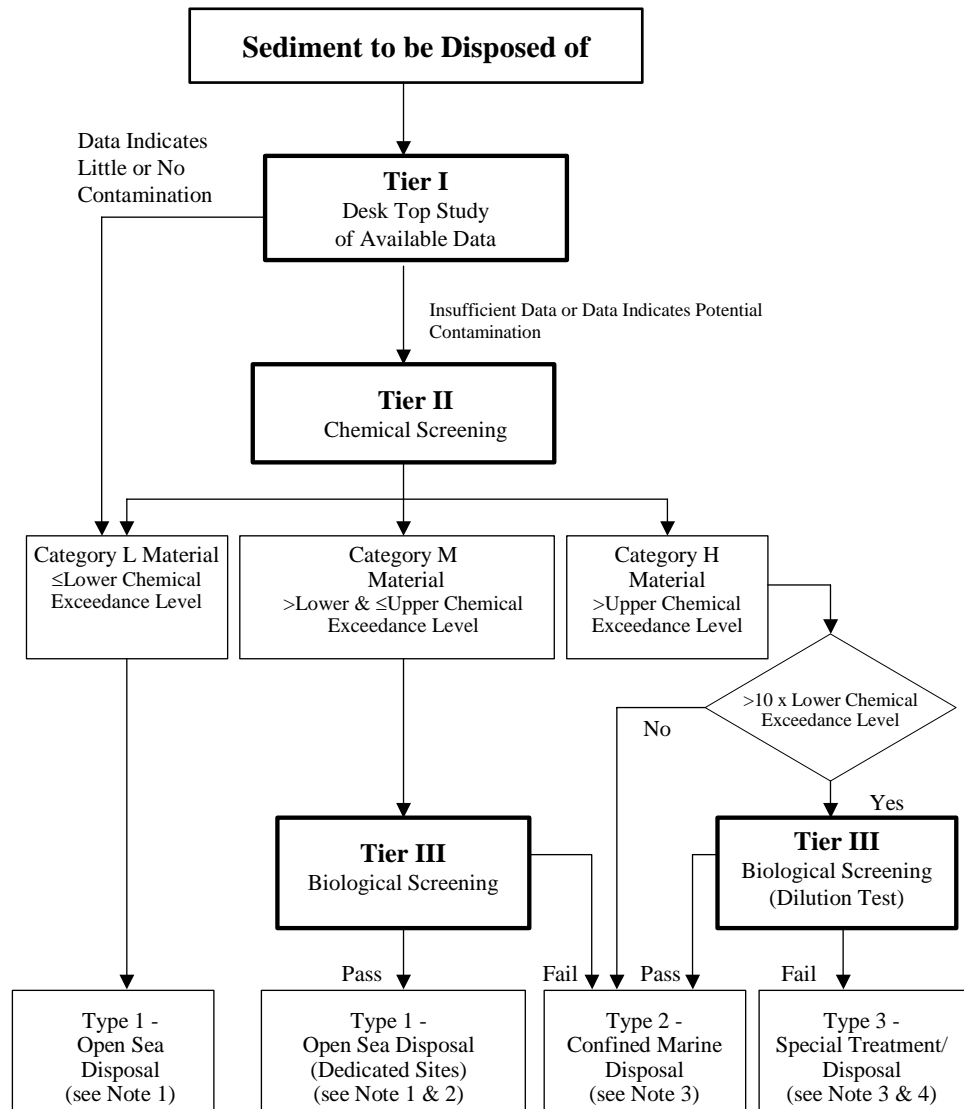 Sediment to be Disposed of
Data Indicates
Little or No
Contamination
Tier I
Desk Top Study
of Available Data
Insufficient Data or Data Indicates Potential
Contamination
Tier II
Chemical Screening
Category L Material
≤Lower Chemical
Exceedance Level
Category M
Material
>Lower & ≤Upper Chemical
Exceedance Level
Category H
Material
>Upper Chemical
Exceedance Level
>10 x Lower Chemical
Exceedance Level
No
Yes
Tier III
Biological Screening
Tier III
Biological Screening
(Dilution Test)
Pass
Fail
Pass
Fail
Type 1 -
Open Sea
Disposal
(see Note 1)
Type 1 -
Open Sea Disposal
(Dedicated Sites)
(see Note 1 & 2)
Type 2 -
Confined Marine
Disposal
(see Note 3)
Type 3 -
Special Treatment/
Disposal
(see Note 3 & 4)